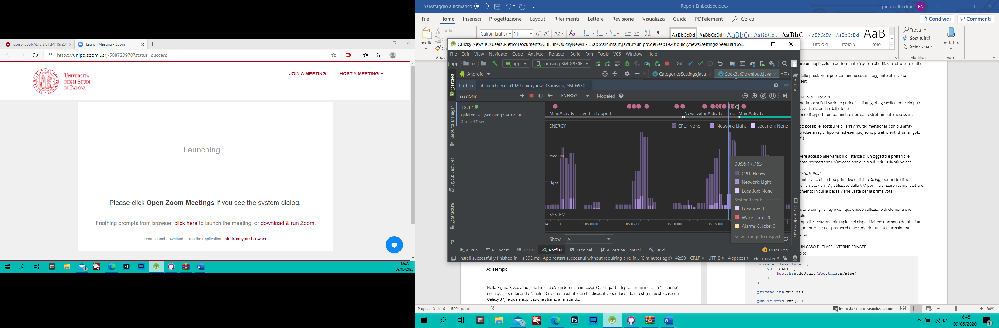 Corso: SEGNALI E SISTEMI 19/20
Launch Meeting - Zoom
https://unipd.zoom.us/j/508720970?status=success
ABP
UNIVERSITÀ
DEGLI STUDI
DI PADOVA
JOIN A MEETING
HOST A MEETING
Launching...
Please click Open Zoom Meetings if you see the system dialog.
If nothing prompts from browser, click here to launch the meeting, or download & run Zoom.
If you cannot download or run the application, join from your browser.
18:48
09/06/2020
Salvataggio automatico
Report Embedded.docx
pietro albertini
PA
File Home Inserisci Progettazione Layout Riferimenti Lettere Revisione Visualizza Guida PDFelement Cerca
Condividi
Commenti
Incolla
Taglia
Co
Co
Appun
Calibri Light (
11
AaBbCcDd AaBbCcDd AaBbC AaBbCcE AaBbC AaBbCcDd AaBbCcDd AaB
Titolo 4
Titolo 5
Titolo
Trova
Sostituisci
Seleziona
Modifica
Dettatura
Voce
Quicky News [C:\Users\Pietro\Documents\GitHub\QuickyNews] - ...\app\src\main\java\it\unipd\dei\esp1920\quickynews\settings\SeekBarDo...
File Edit View Navigate Code Analyze Refactor Build Run Tools VCS Window Help
app
src
app
samsung SM-G930F
Git:
Android
CategoriesSettings.java
SeekBarDownload.java
Profiler
it.unipd.dei.esp1920.quickynews (Samsung SM-G930...
SESSIONS
ENERGY
Modeled
18:42
quickynews (Samsung SM-G930F)
5 min 47 sec
MainActivity - saved - stopped
NewsDetailActivity - sto...
MainActivity
ENERGY
CPU: None
Network: Light
Location: None
Medium
Light
00:05:17.763
CPU: Heavy
Network: Light
Location: None
System Events
Location: 0
Wake Locks: 0
Alarms & Jobs: 0
Select range to inspect
SYSTEM
4:55.000
05:00.000
05:05.000
05:10.000
05:15.000
Show
All
02
1: Project
Resource Manager
Layout Captures
7: Structure
nts
Gradle
Device File Explorer
4: Run
6: Logcat
TODO
Profiler
Terminal
9: Version Control
Build
3
Event Log
Install successfully finished in 1 s 392 ms.: App restart successful without requiring a re-in... (6 minutes ago)
42:59
CRLF
UTF-8
4 spaces
Git: master
re un'applicazione performante è quella di utilizzare strutture dati e
delle prestazioni può comunque essere raggiunto attraverso
enti.
NON NECESSARI
noria forza l'attivazione periodica di un garbage collector, e ciò può
avvertibile anche dall'utente.
one di oggetti temporanei se non sono strettamente necessari al
do possibile, sostituire gli array multidimensionali con più array
o (due array di tipo int, ad esempio, sono più efficienti di un singolo
t)).
vere accesso alle variabili di istanza di un oggetto è preferibile
anto permettono un'invocazione di circa il 15%-20% più veloce.
static final
tanti siano di un tipo primitivo o di tipo String, permette di non
chiamato <clinit>, utilizzato dalla VM per inizializzare i campi statici di
omento in cui la classe viene usata per la prima vota.
usato con gli array e con qualunque collezione di elementi che
ble.
mpi di esecuzione più rapidi nei dispositivi che non sono dotati di un
, mentre per i dispositivi che ne sono dotati è sostanzialmente
o for.
IN CASO DI CLASSI INTERNE PRIVATE
pio:
private class Inner {
void stuff() {
Foo.this.doStuff(Foo.this.mValue);
}
}
private int mValue;
public void run() {
Ad esempio
Nella Figura 5 vediamo , inoltre che c'è un 5 scritto in rosso. Quella parte di profiler mi indica la "sessione"
della quale sto facendo l'analisi. Ci viene mostrato su che dispositivo sto facendo il test (in questo caso un
Galaxy S7), e quale applicazione stiamo analizzando.
Pagina 13 di 16
5394 parole
Impostazioni di visualizzazione
80%
18:48
09/06/2020